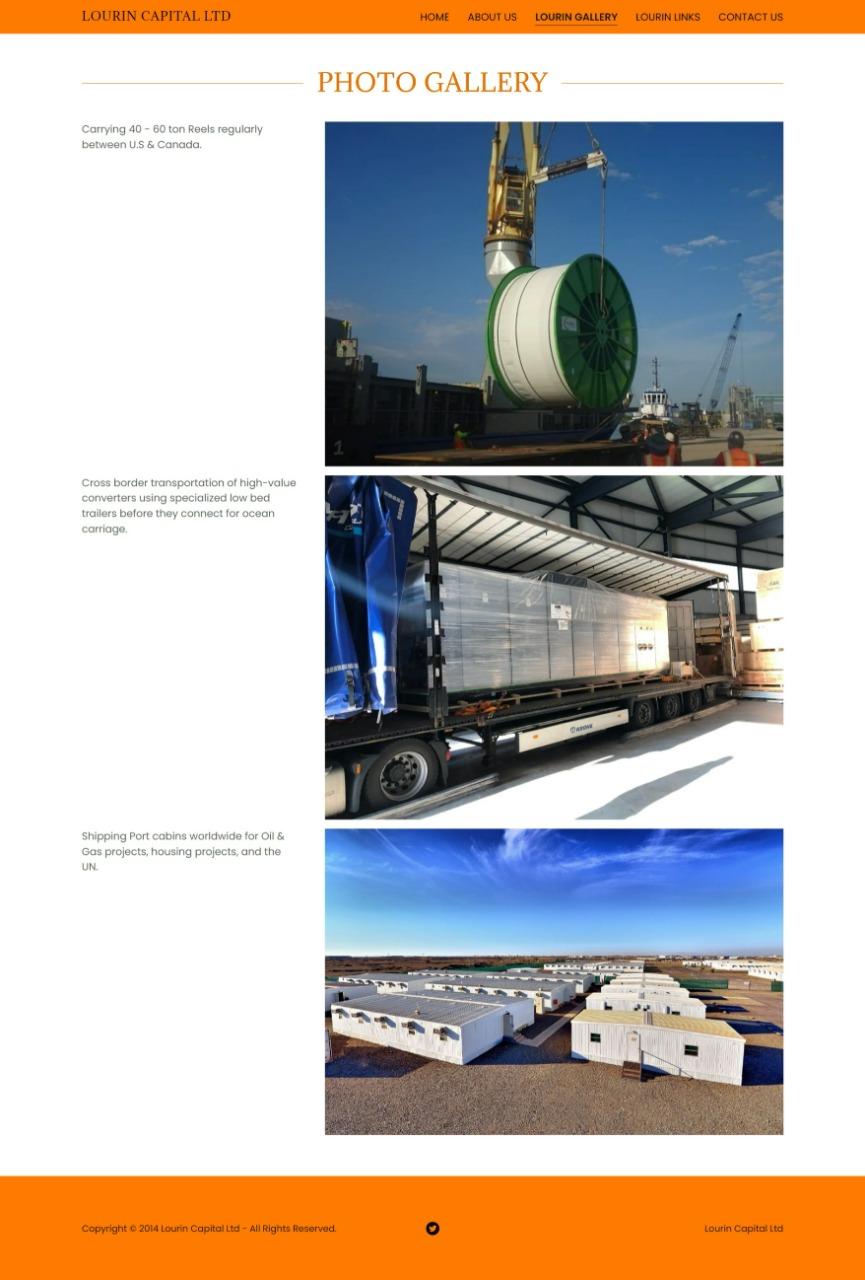 LOURIN CAPITAL LTD
HOME ABOUT US LOURIN GALLERY LOURIN LINKS CONTACT US
PHOTO GALLERY
Carrying 40 - 60 ton Reels regularly
between U.S & Canada.
1
Cross border transportation of high-value
converters using specialized low bed
trailers before they connect for ocean
carriage.
KRONE
Shipping Port cabins worldwide for Oil &
Gas projects, housing projects, and the
UN.
Copyright © 2014 Lourin Capital Ltd - All Rights Reserved.
Lourin Capital Ltd